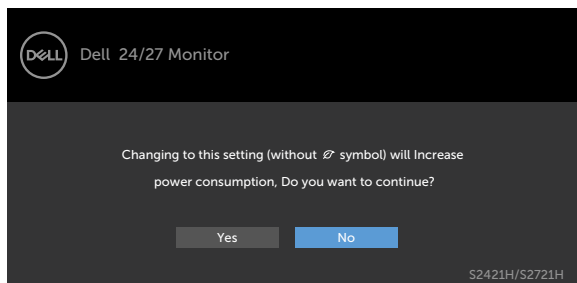 DELL
Dell 24/27 Monitor
Changing to this setting (without symbol) will Increase
power consumption, Do you want to continue?
Yes
No
S2421H/S2721H